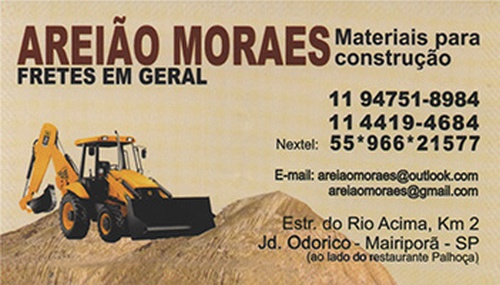 AREIÃO MORAES Materiais para construção
FRETES EM GERAL
11 94751-8984
11 4419-4684
Nextel: 55*966*21577
E-mail: areiaomoraes@outlook.com
areiaomoraes@gmail.com
Estr. do Rio Acima, Km 2
Jd. Odorico - Mairiporã - SP
(ao lado do restaurante Palhoça)